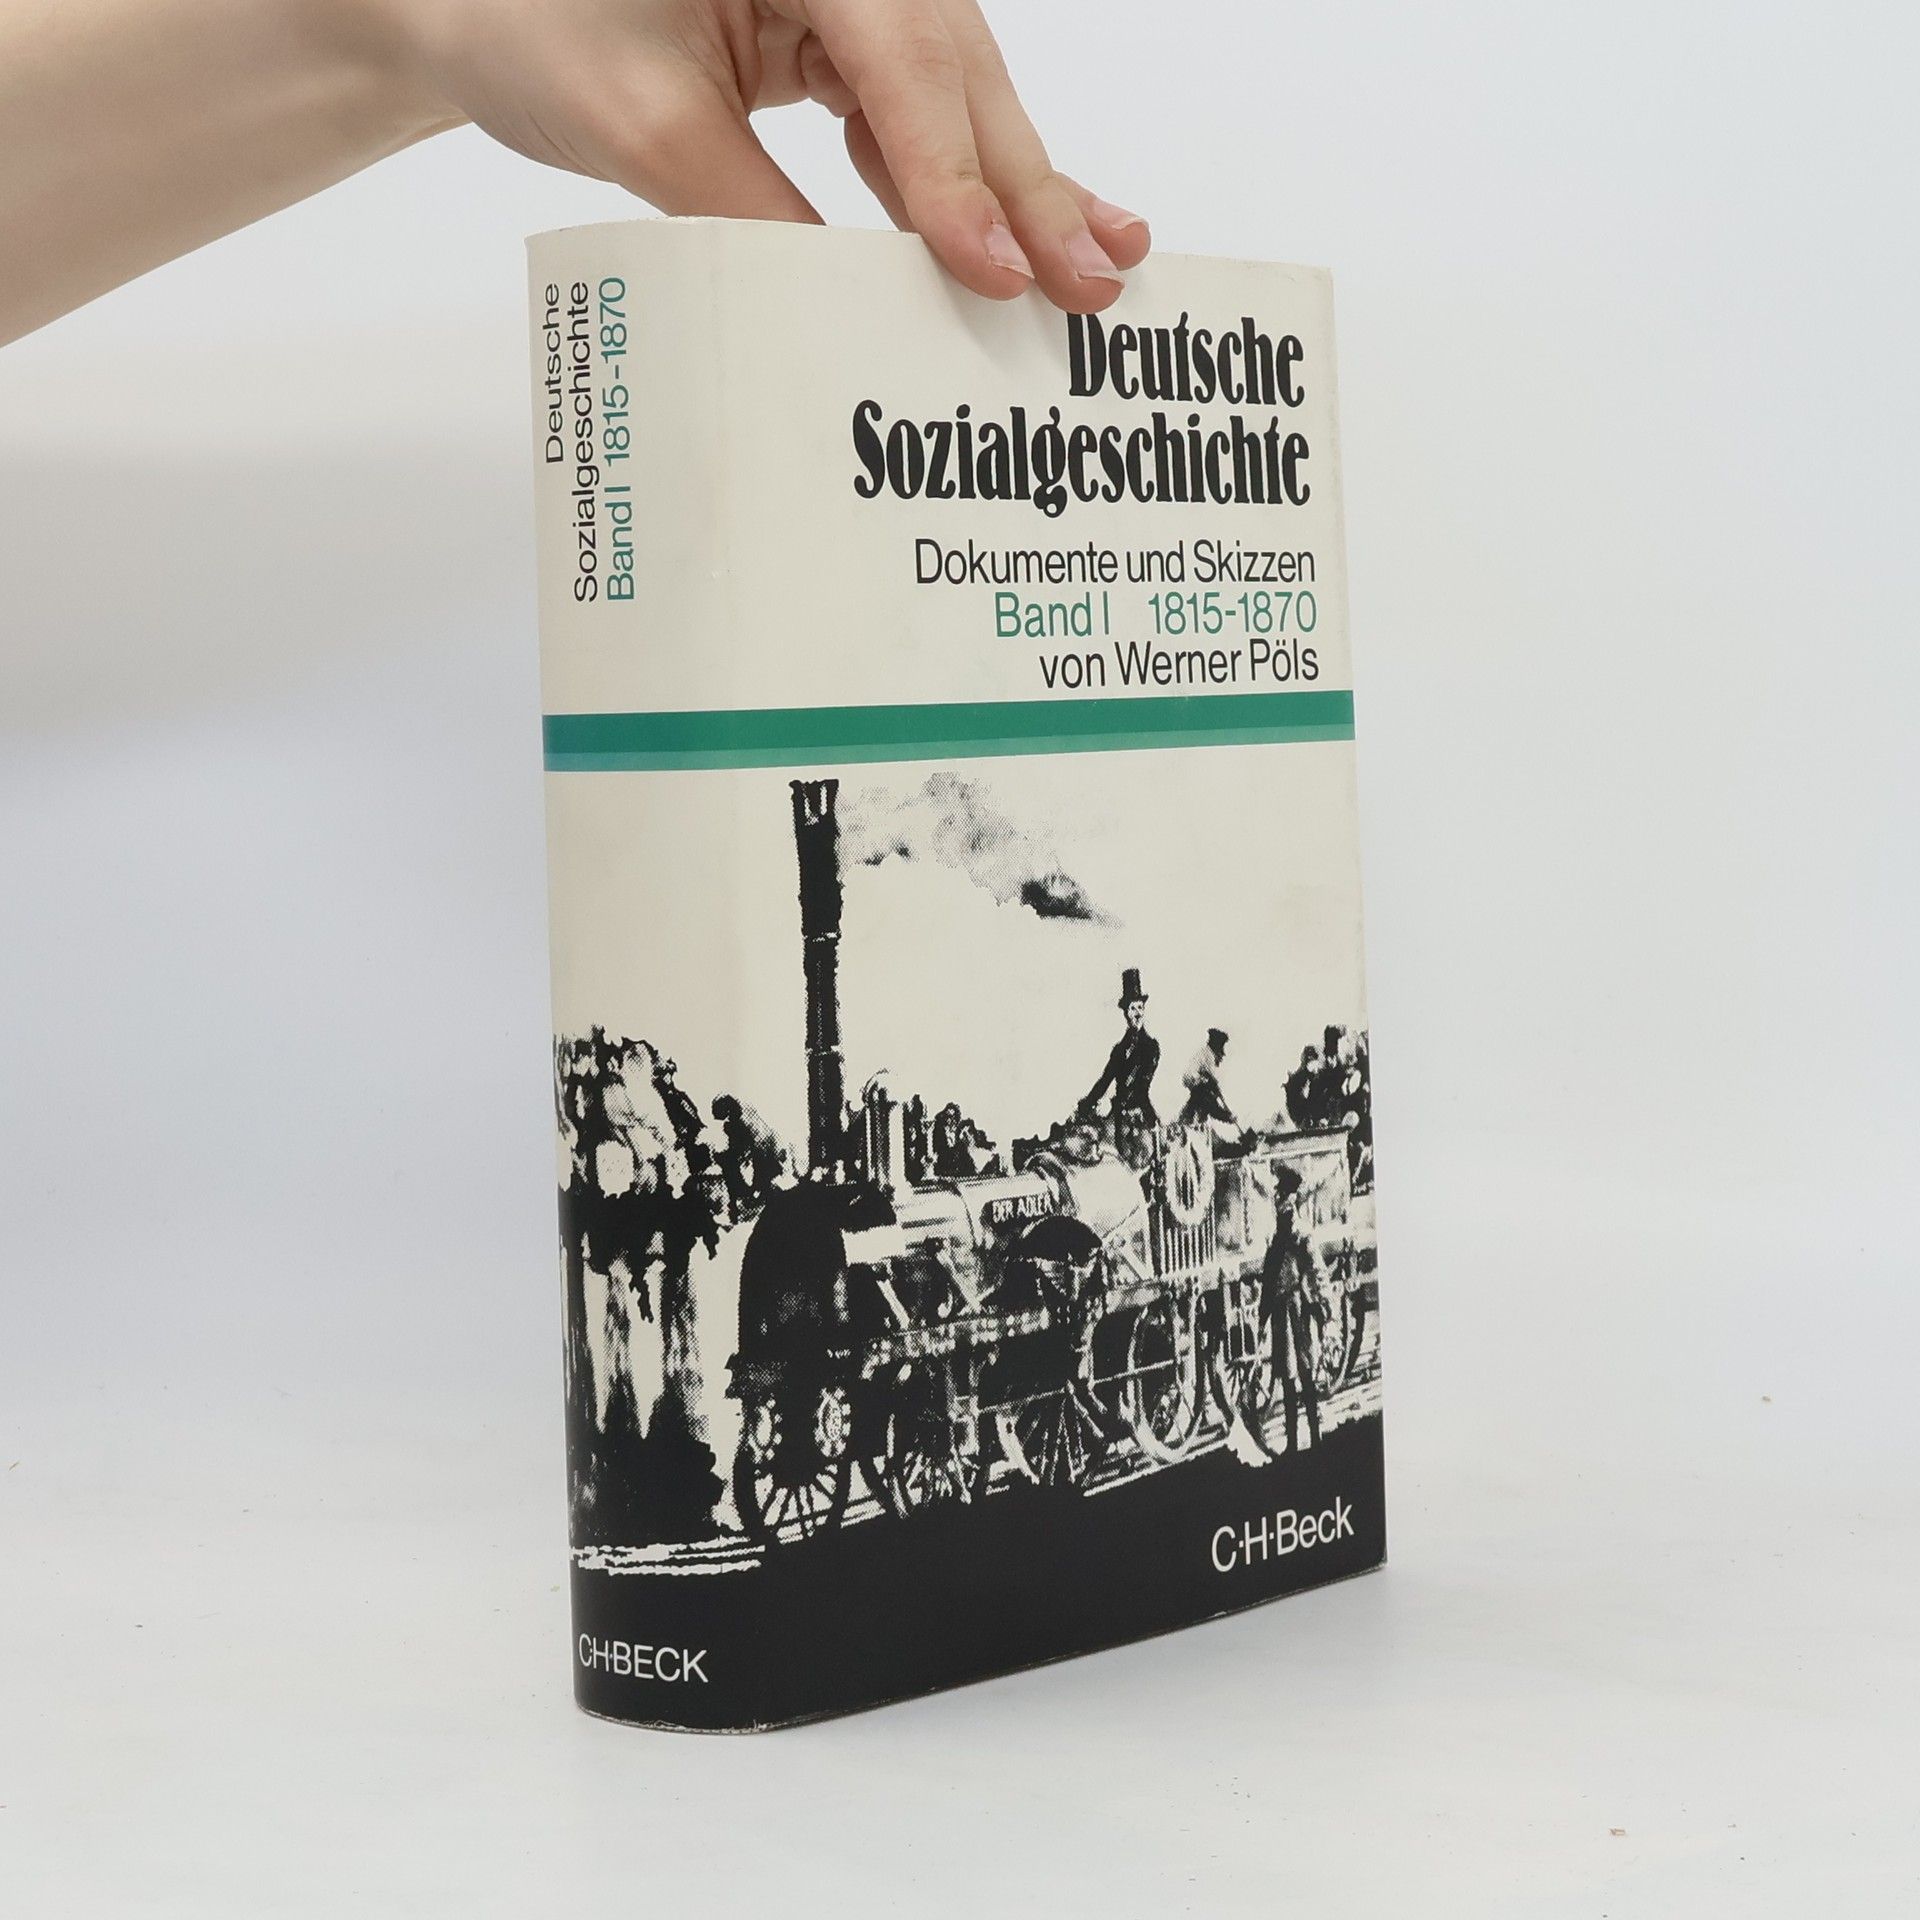 Deutsche
Sozialgeschichte
Band I 1815-1870
Deutsche
Sozialgeschichte
Dokumente und Skizzen
Band I 1815-1870
von Werner Pöls
DER ADLER
C·H·Beck
C·H·BECK